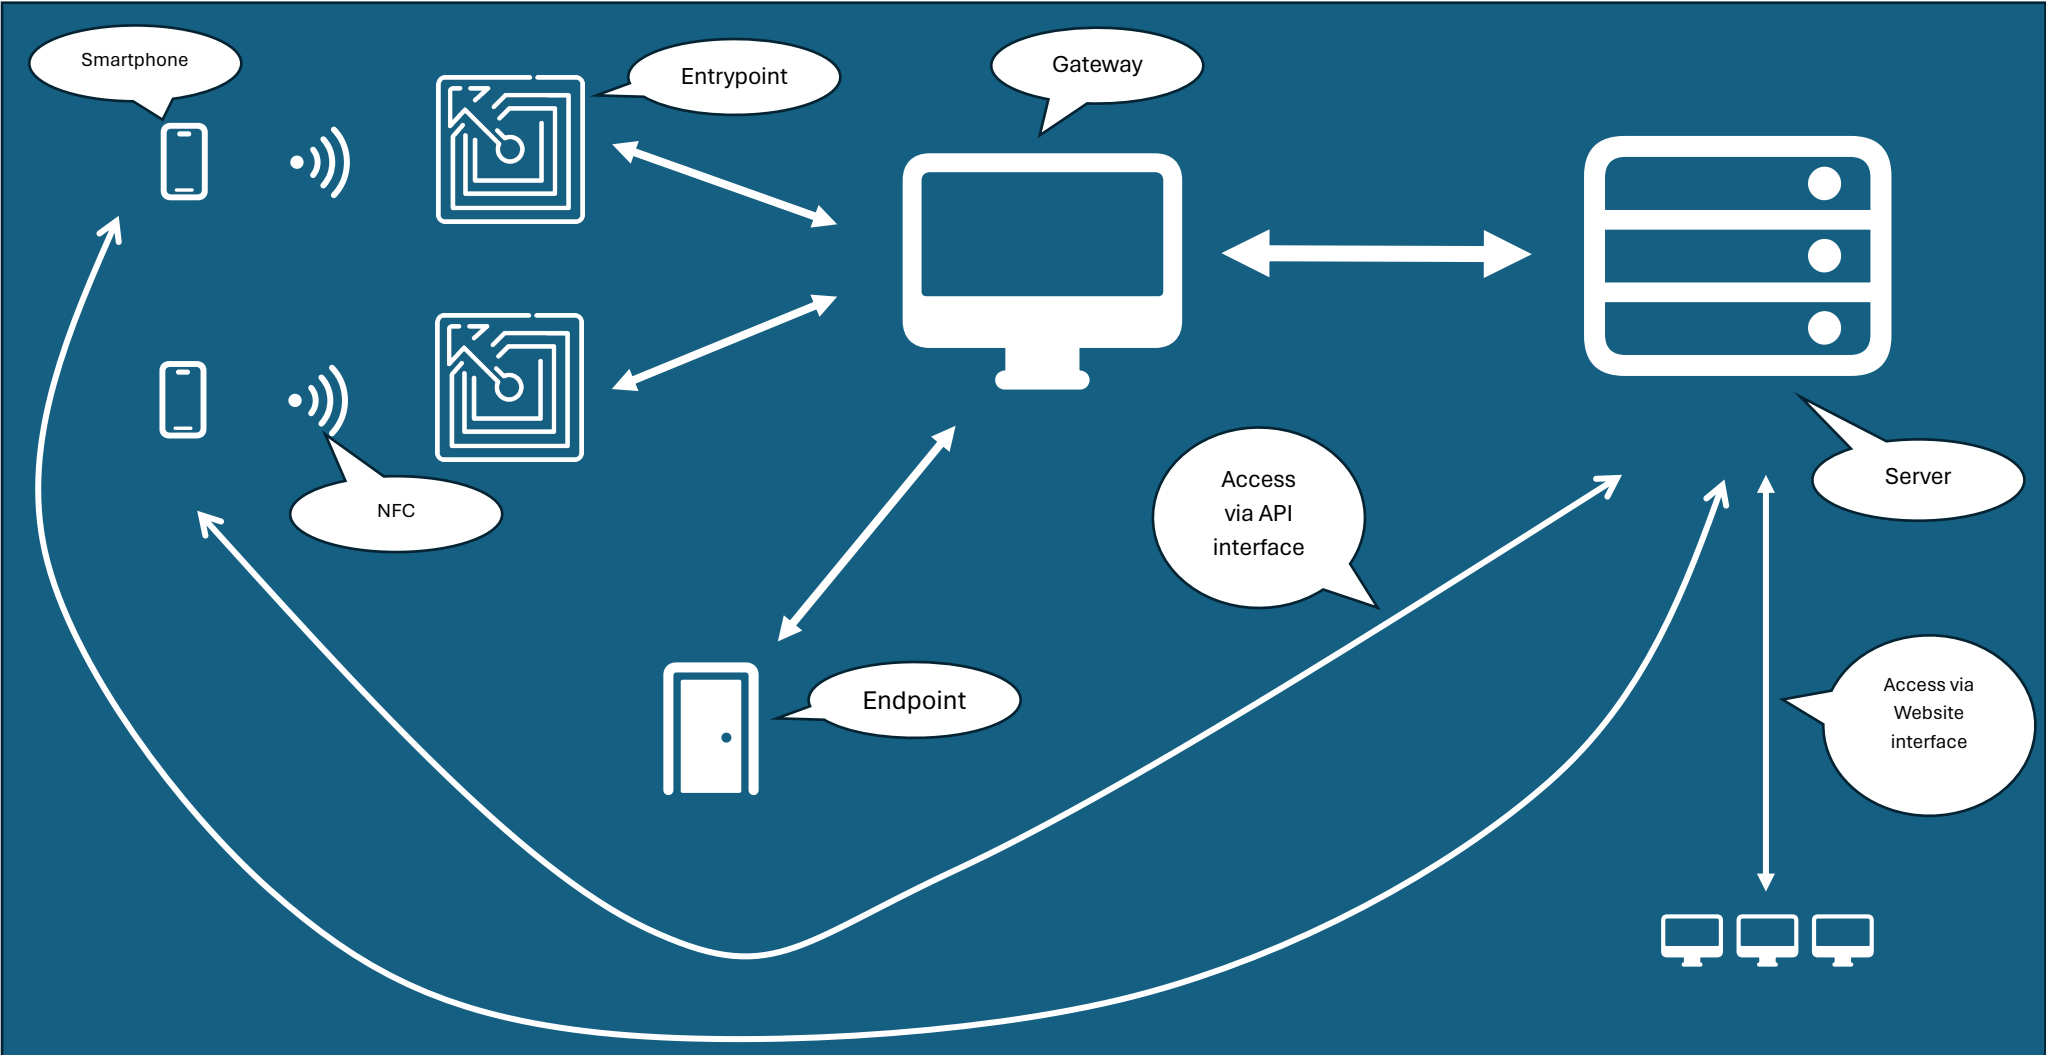 Smartphone
Entrypoint
Gateway
NFC
Access
via API
interface
Server
Endpoint
Access via
Website
interface